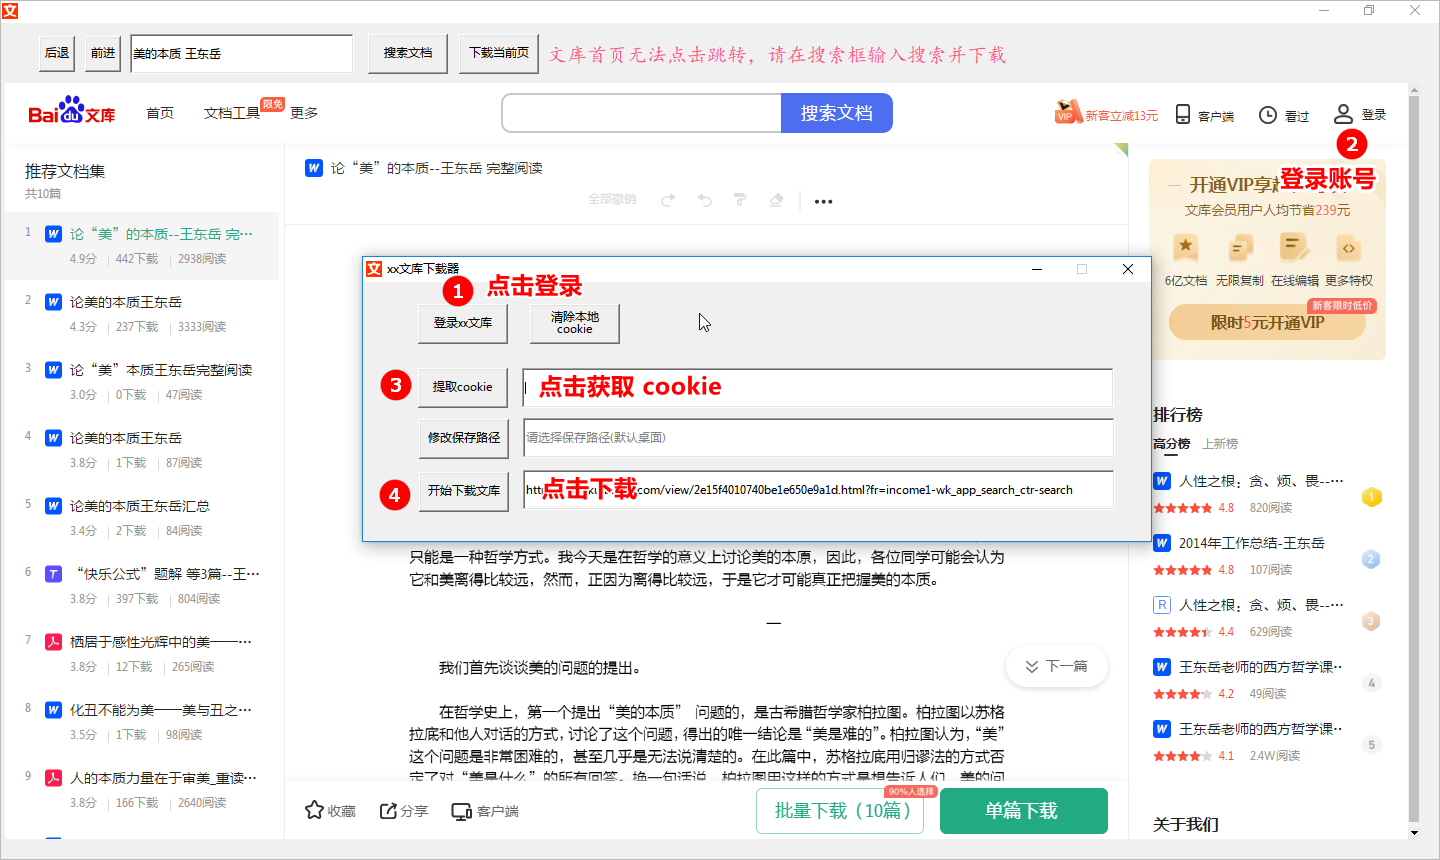 文
后退 前进 美的本质 王东岳 搜索文档 下载当前页 文库首页无法点击跳转，请在搜索框输入搜索并下载
Bai du 文库 首页 文档工具 限免 更多 搜索文档 VIP 新客立减13元 客户端 看过 登录
2
登录账号
推荐文档集
共10篇
1 W 论“美”的本质--王东岳 完···
4.9分 | 442下载 | 2938阅读
2 W 论美的本质王东岳
4.3分 | 237下载 | 3333阅读
3 W 论“美”本质王东岳完整阅读
3.0分 | 0下载 | 47阅读
4 W 论美的本质王东岳
3.8分 | 1下载 | 87阅读
5 W 论美的本质王东岳汇总
3.4分 | 2下载 | 84阅读
6 T “快乐公式”题解 等3篇--王···
3.8分 | 397下载 | 804阅读
7 栖居于感性光辉中的美——···
3.8分 | 12下载 | 265阅读
8 W 化丑不能为美——美与丑之···
3.5分 | 1下载 | 98阅读
9 人的本质力量在于审美_重读···
3.8分 | 166下载 | 2640阅读
W 论“美”的本质--王东岳 完整阅读
全部撤销
文 xx文库下载器
1 点击登录
登录xx文库 清除本地
cookie
3 提取cookie 点击获取 cookie
修改保存路径 请选择保存路径(默认桌面)
4 开始下载文库 点击下载 com/view/2e15f4010740be1e650e9a1d.html?fr=income1-wk_app_search_ctr-search
只能是一种哲学方式。我今天是在哲学的意义上讨论美的本原，因此，各位同学可能会认为
它和美离得比较远，然而，正因为离得比较远，于是它才可能真正把握美的本质。
一
我们首先谈谈美的问题的提出。
在哲学史上，第一个提出“美的本质” 问题的，是古希腊哲学家柏拉图。柏拉图以苏格
拉底和他人对话的方式，讨论了这个问题，得出的唯一结论是“美是难的”。柏拉图认为，“美”
这个问题是非常困难的，甚至几乎是无法说清楚的。在此篇中，苏格拉底用归谬法的方式否
定了对“美是什么”的所有回答。换一句话说，柏拉图用这样的方式是想告诉人们，美的问
下一篇
收藏 分享 客户端 批量下载（10篇） 90%人选择 单篇下载
开通VIP享
文库会员用户人均节省239元
6亿文档 无限复制 在线编辑 更多特权
新客限时低价
限时5元开通VIP
排行榜
高分榜 上新榜
W 人性之根：贪、烦、畏--··· 1
4.8 820阅读
W 2014年工作总结-王东岳 2
4.8 107阅读
R 人性之根：贪、烦、畏--··· 3
4.4 629阅读
W 王东岳老师的西方哲学课·· 4
4.2 49阅读
W 王东岳老师的西方哲学课·· 5
4.1 2.4W阅读
关于我们